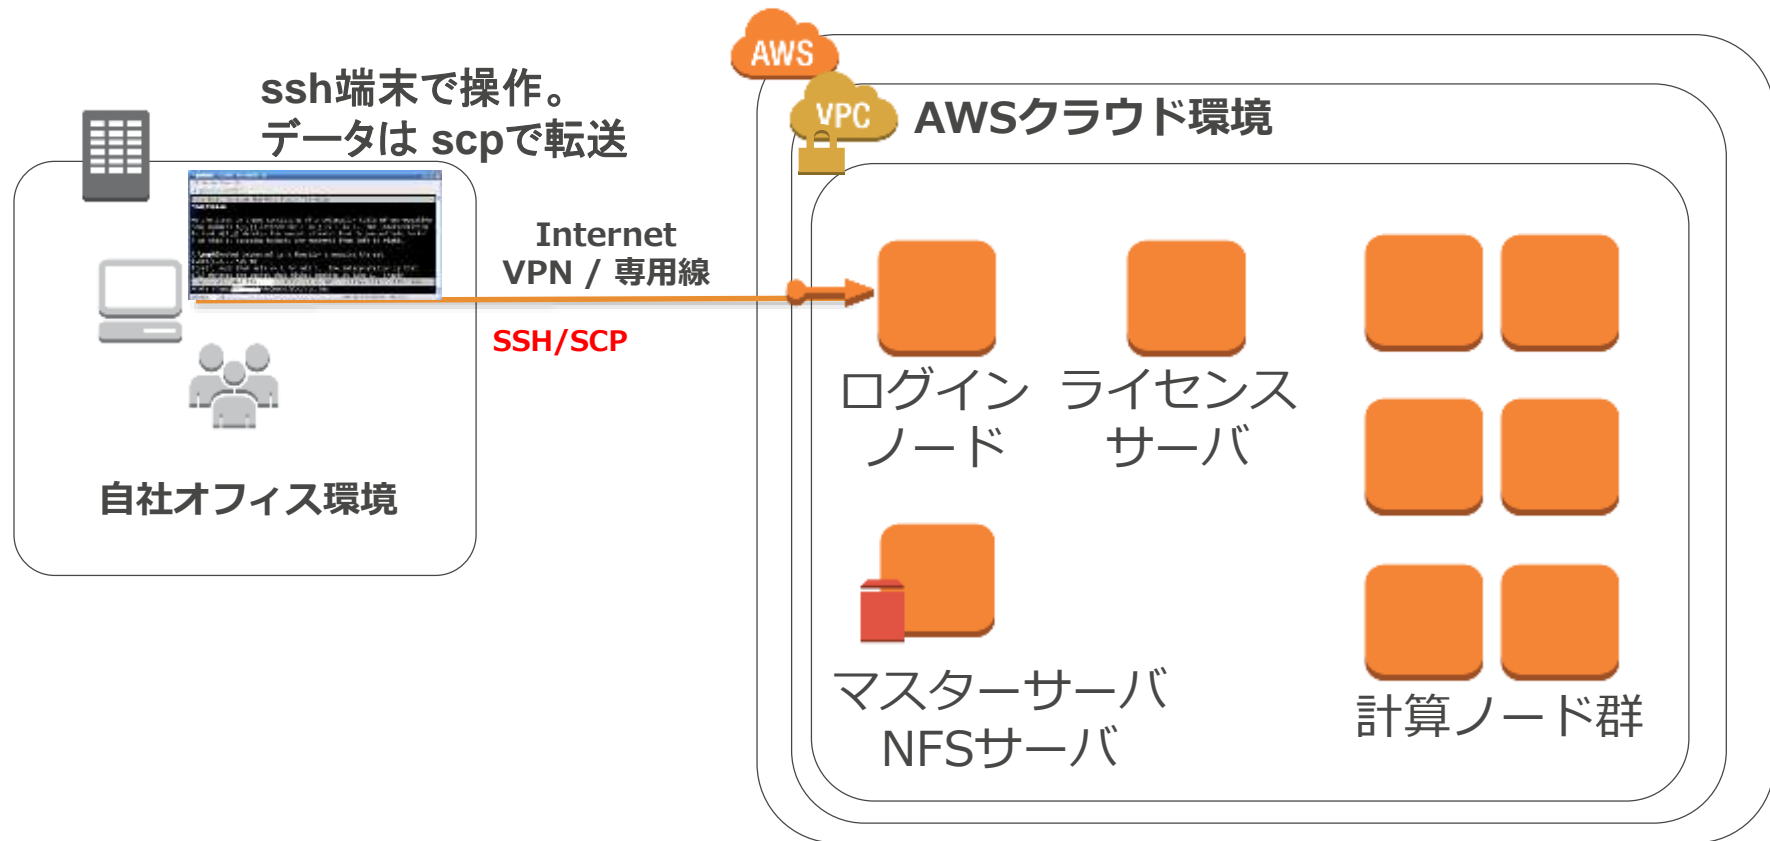 AWS
ssh端末で操作。
データは scpで転送
VPC
AWSクラウド環境
Internet
VPN / 専用線
SSH/SCP
ログイン
ノード
ライセンス
サーバ
自社オフィス環境
マスターサーバ
NFSサーバ
計算ノード群